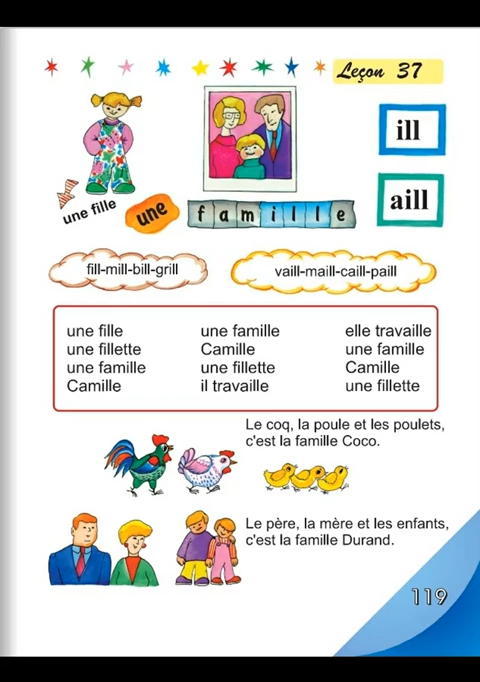 Leçon 37
ill
aill
une fille
une famille
fill-mill-bill-grill
vaill-maill-caill-paill
une fille une famille elle travaille
une fillette Camille une famille
une famille une fillette Camille
Camille il travaille une fillette
Le coq, la poule et les poulets,
c'est la famille Coco.
Le père, la mère et les enfants,
c'est la famille Durand.
119